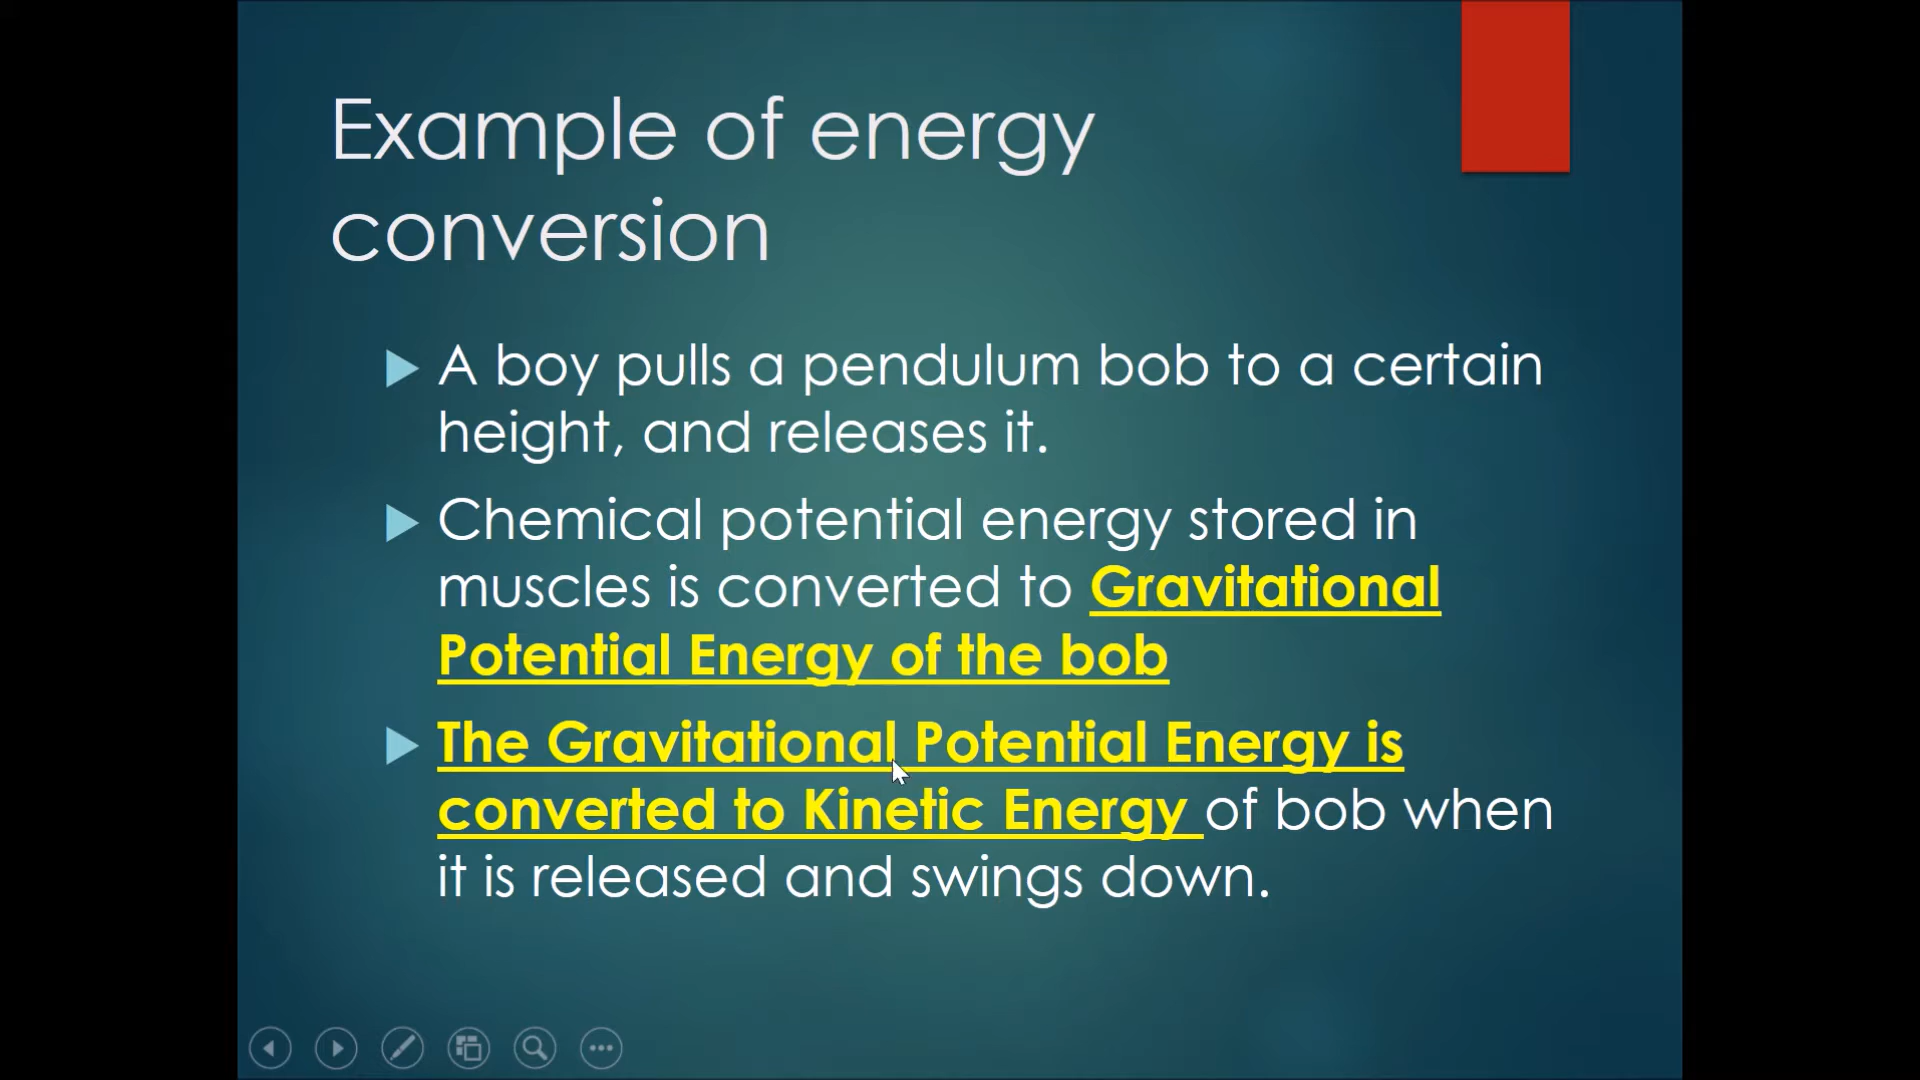 Example of energy
conversion
A boy pulls a pendulum bob to a certain
height, and releases it.
Chemical potential energy stored in
muscles is converted to Gravitational
Potential Energy of the bob
The Gravitational Potential Energy is
converted to Kinetic Energy of bob when
it is released and swings down.